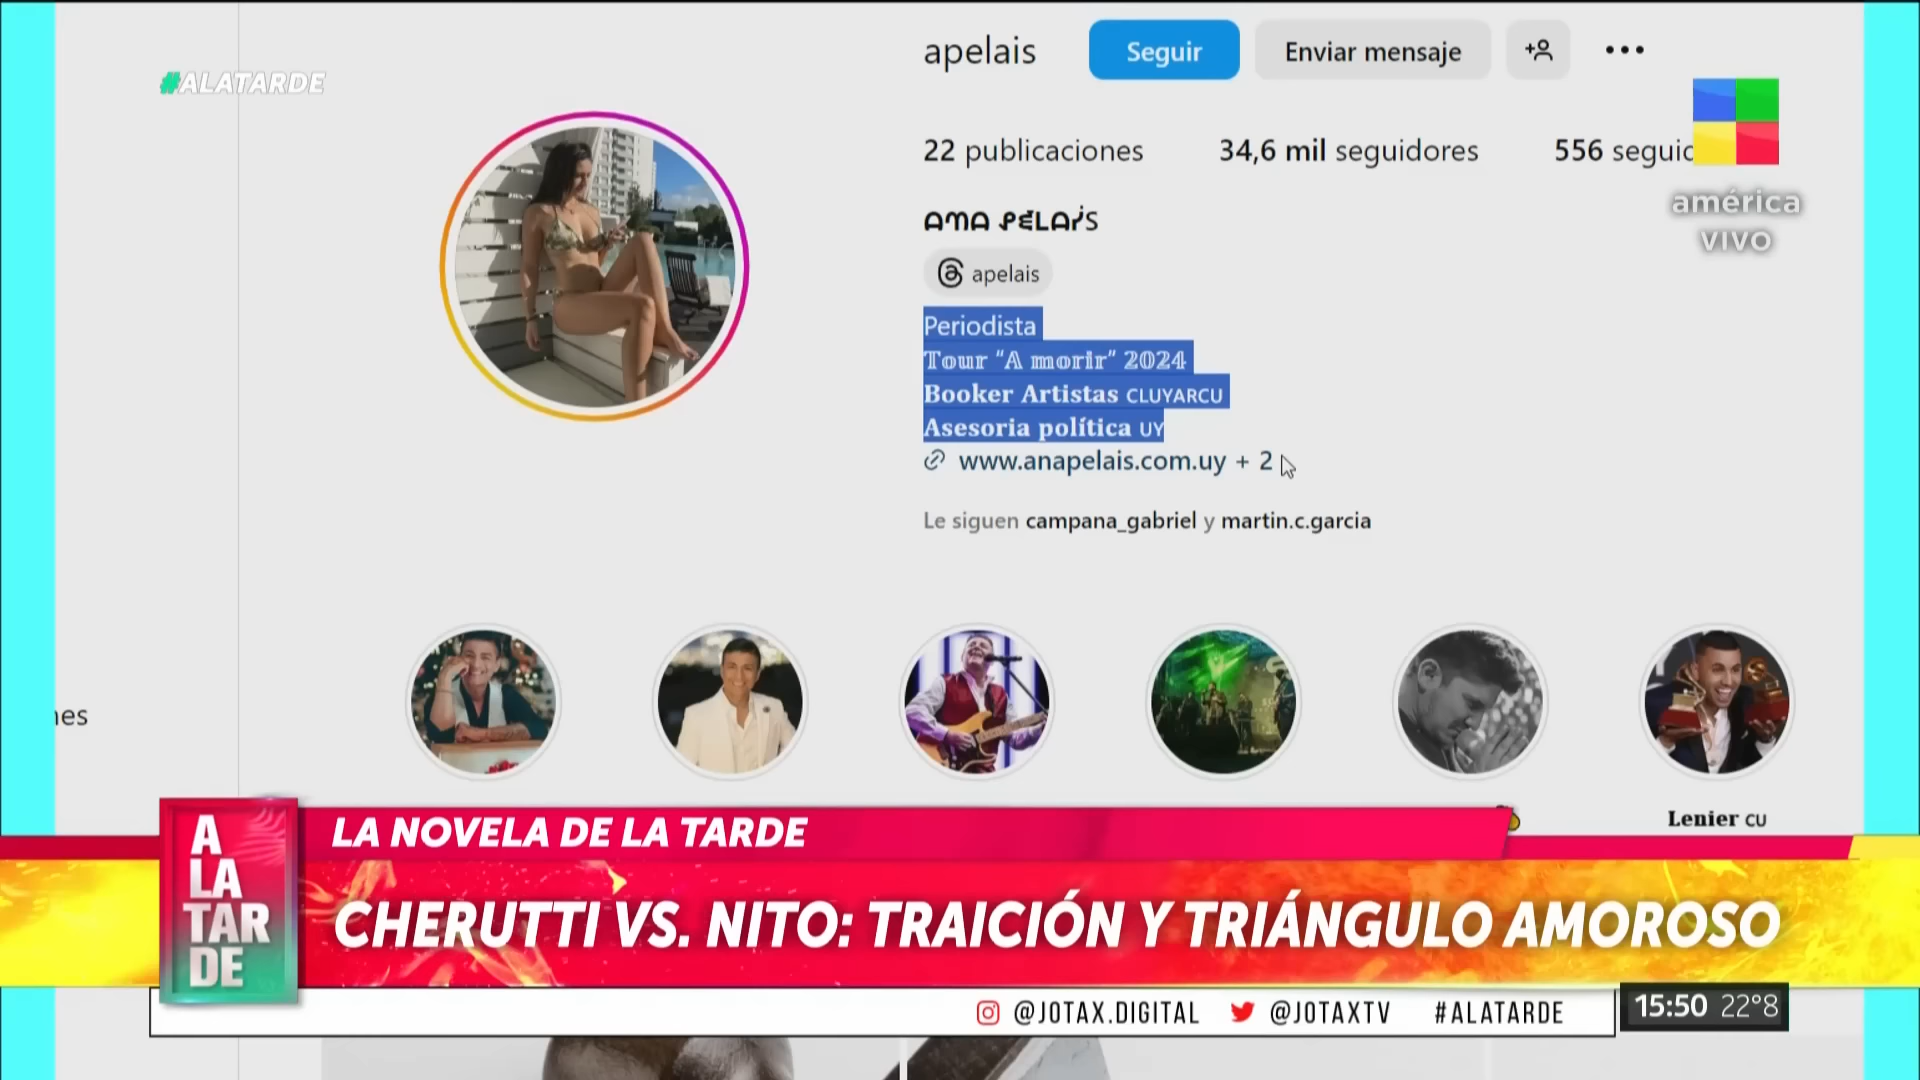 apelais
Seguir
Enviar mensaje
#ALATARDE
22 publicaciones
34,6 mil seguidores
556 seguid
américa
VIVO
apelais
Periodista
Tour “A morir” 2024
Booker Artistas CLUYARCU
Asesoria política UY
www.anapelais.com.uy + 2
Le siguen campana_gabriel y martin.c.garcia
nes
Lenier CU
A
LA
TAR
DE
LA NOVELA DE LA TARDE
CHERUTTI VS. NITO: TRAICIÓN Y TRIÁNGULO AMOROSO
@JOTAX.DIGITAL
@JOTAXTV
#ALATARDE
15:50 22°8